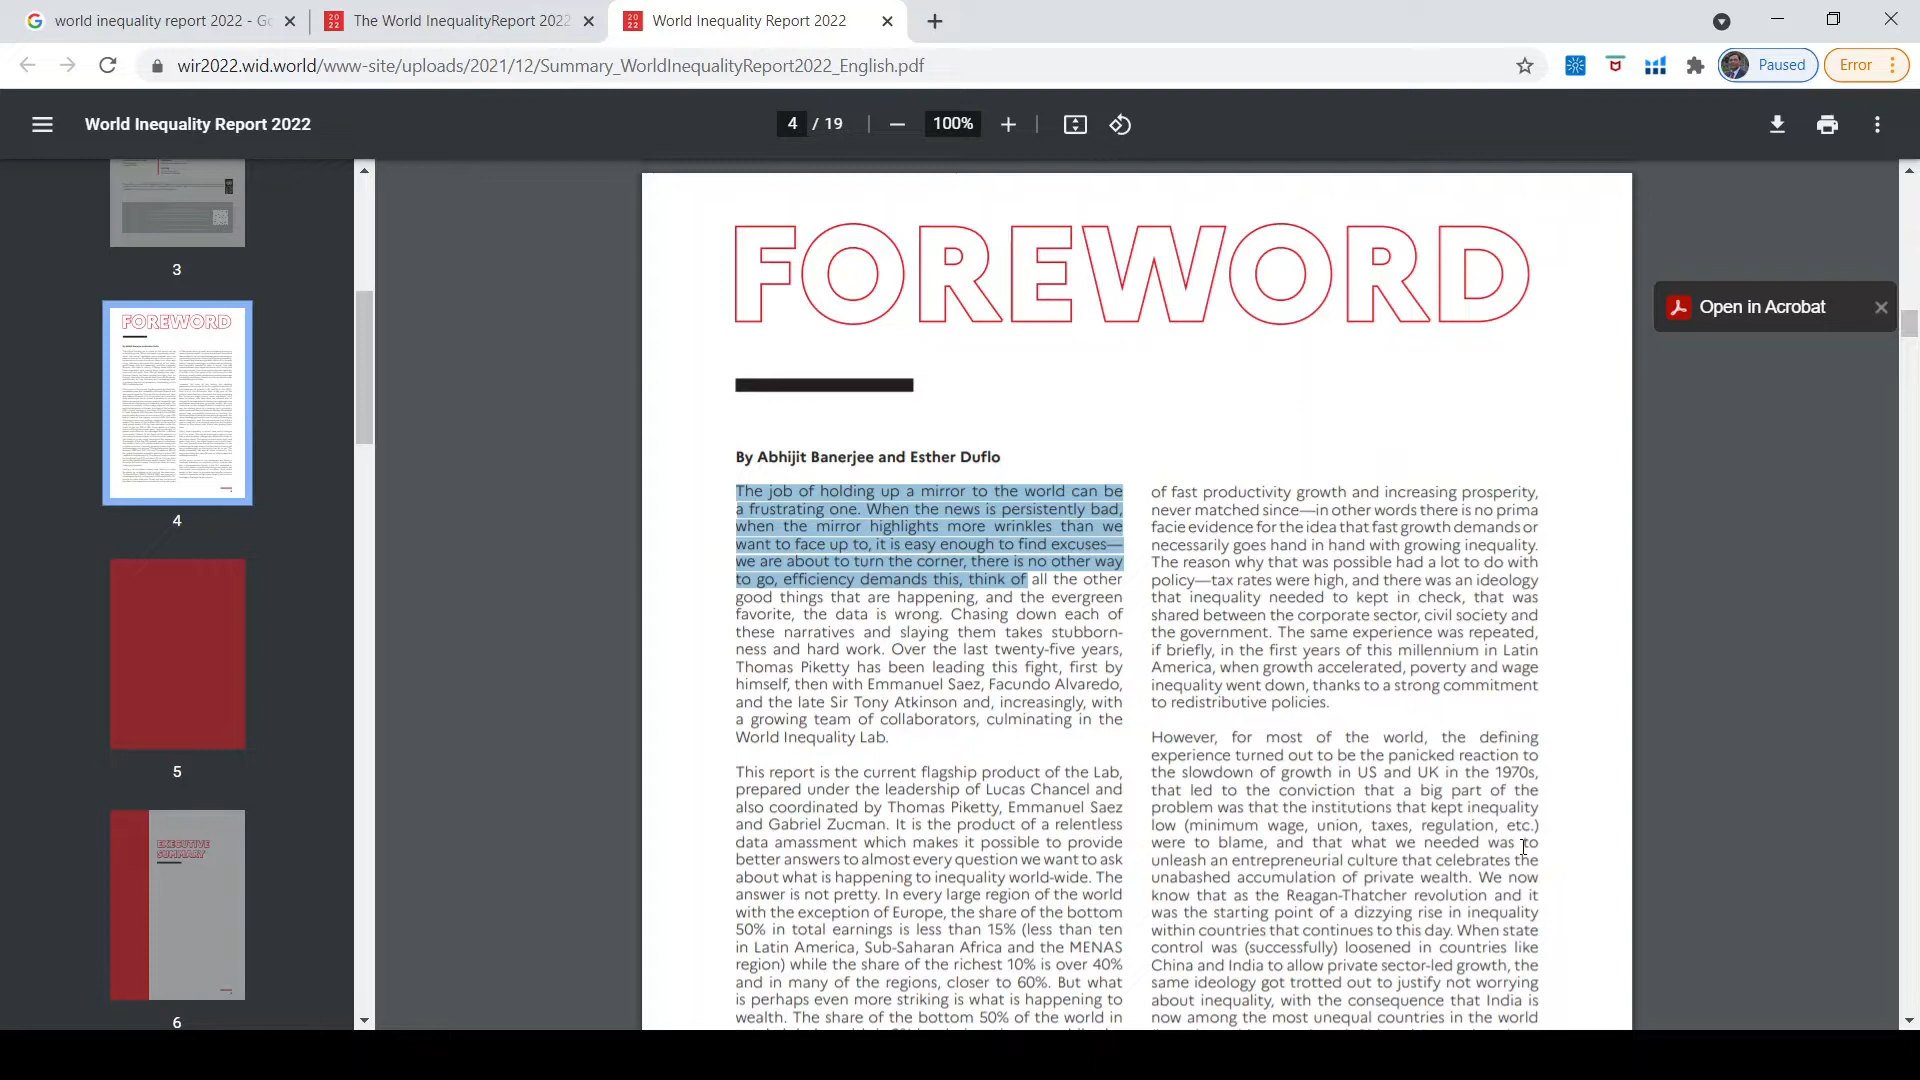 world inequality report 2022 - G
The World InequalityReport 2022
World Inequality Report 2022
wir2022.wid.world/www-site/uploads/2021/12/Summary_WorldInequalityReport2022_English.pdf
Paused
Error
World Inequality Report 2022
4 / 19
100%
3
FOREWORD
4
5
EXECUTIVE
SUMMARY
6
FOREWORD
Open in Acrobat
By Abhijit Banerjee and Esther Duflo
The job of holding up a mirror to the world can be
a frustrating one. When the news is persistently bad,
when the mirror highlights more wrinkles than we
want to face up to, it is easy enough to find excuses—
we are about to turn the corner, there is no other way
to go, efficiency demands this, think of all the other
good things that are happening, and the evergreen
favorite, the data is wrong. Chasing down each of
these narratives and slaying them takes stubborn-
ness and hard work. Over the last twenty-five years,
Thomas Piketty has been leading this fight, first by
himself, then with Emmanuel Saez, Facundo Alvaredo,
and the late Sir Tony Atkinson and, increasingly, with
a growing team of collaborators, culminating in the
World Inequality Lab.
This report is the current flagship product of the Lab,
prepared under the leadership of Lucas Chancel and
also coordinated by Thomas Piketty, Emmanuel Saez
and Gabriel Zucman. It is the product of a relentless
data amassment which makes it possible to provide
better answers to almost every question we want to ask
about what is happening to inequality world-wide. The
answer is not pretty. In every large region of the world
with the exception of Europe, the share of the bottom
50% in total earnings is less than 15% (less than ten
in Latin America, Sub-Saharan Africa and the MENAS
region) while the share of the richest 10% is over 40%
and in many of the regions, closer to 60%. But what
is perhaps even more striking is what is happening to
wealth. The share of the bottom 50% of the world in
of fast productivity growth and increasing prosperity,
never matched since—in other words there is no prima
facie evidence for the idea that fast growth demands or
necessarily goes hand in hand with growing inequality.
The reason why that was possible had a lot to do with
policy—tax rates were high, and there was an ideology
that inequality needed to kept in check, that was
shared between the corporate sector, civil society and
the government. The same experience was repeated,
if briefly, in the first years of this millennium in Latin
America, when growth accelerated, poverty and wage
inequality went down, thanks to a strong commitment
to redistributive policies.
However, for most of the world, the defining
experience turned out to be the panicked reaction to
the slowdown of growth in US and UK in the 1970s,
that led to the conviction that a big part of the
problem was that the institutions that kept inequality
low (minimum wage, union, taxes, regulation, etc.)
were to blame, and that what we needed was to
unleash an entrepreneurial culture that celebrates the
unabashed accumulation of private wealth. We now
know that as the Reagan-Thatcher revolution and it
was the starting point of a dizzying rise in inequality
within countries that continues to this day. When state
control was (successfully) loosened in countries like
China and India to allow private sector-led growth, the
same ideology got trotted out to justify not worrying
about inequality, with the consequence that India is
now among the most unequal countries in the world